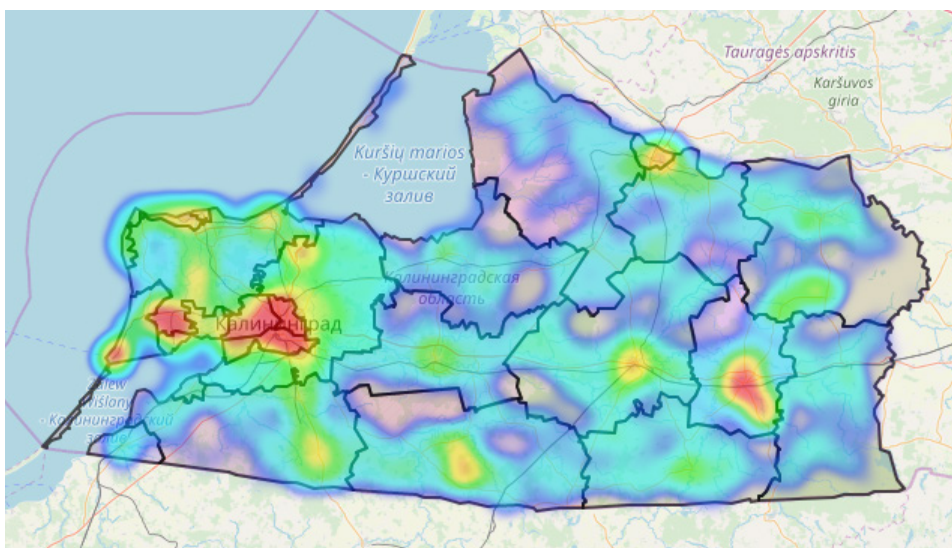 Tauragės apskritis
Karšuvos
giria
Kuršių marios
- Куршский
залив
Калининградская
область
Калининград
Zalew
Wiślany
- Калининградский
залив